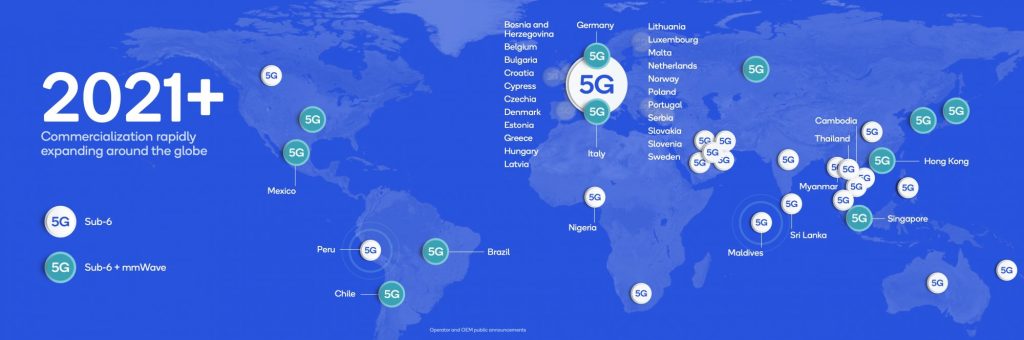 2021+
Commercialization rapidly
expanding around the globe
5G Sub-6
5G Sub-6 + mmWave
Bosnia and
Herzegovina
Belgium
Bulgaria
Croatia
Cypress
Czechia
Denmark
Estonia
Greece
Hungary
Latvia
Germany
5G
5G
5G
Italy
Lithuania
Luxembourg
Malta
Netherlands
Norway
Poland
Portugal
Serbia
Slovakia
Slovenia
Sweden
5G
5G
5G
Mexico
Peru
5G
5G
Brazil
Chile
5G
5G
Nigeria
5G
5G
5G
5G
5G
5G
5G
5G
5G
5G
Cambodia
5G
Thailand
5G
Hong Kong
5G
5G
Myanmar
5G
5G
5G
5G
5G
5G
Singapore
5G
Sri Lanka
5G
Maldives
5G
5G
Operator and OEM public announcements